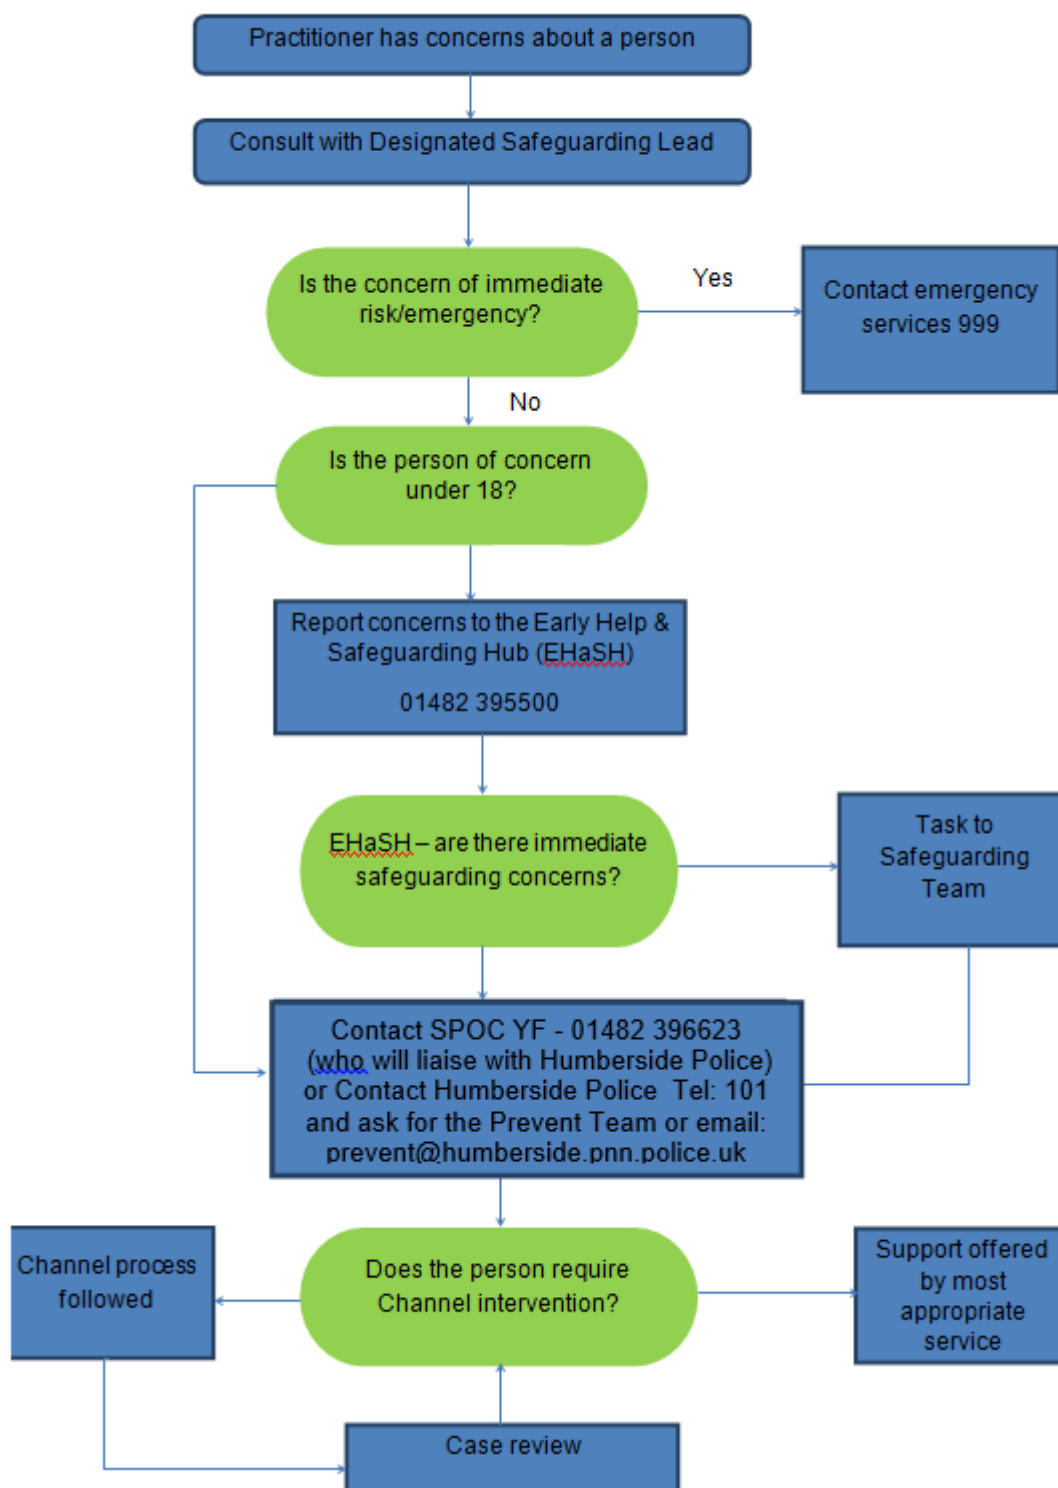 Practitioner has concerns about a person
Consult with Designated Safeguarding Lead
Is the concern of immediate
risk/emergency?
Yes
Contact emergency
services 999
No
Is the person of concern
under 18?
Report concerns to the Early Help &
Safeguarding Hub (EHaSH)
01482 395500
EHaSH – are there immediate
safeguarding concerns?
Task to
Safeguarding
Team
Contact SPOC YF - 01482 396623
(who will liaise with Humberside Police)
or Contact Humberside Police  Tel: 101
and ask for the Prevent Team or email:
prevent@humberside.pnn.police.uk
Channel process
followed
Does the person require
Channel intervention?
Support offered
by most
appropriate
service
Case review